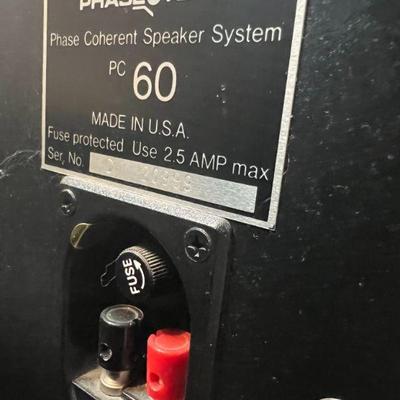 Phase Coherent Speaker System
PC 60
MADE IN U.S.A.
Fuse protected Use 2.5 AMP max
Ser. No.
FUSE